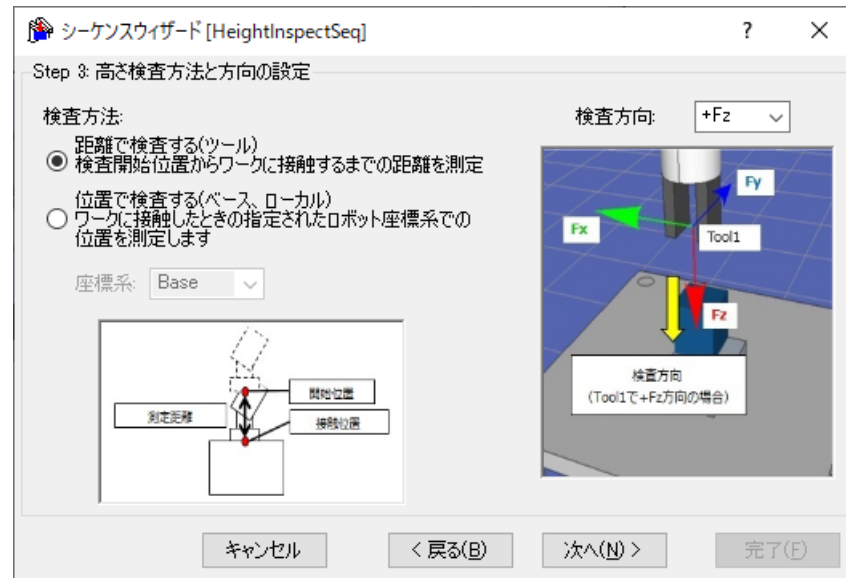 シーケンスウィザード [HeightInspectSeq]
? ×
Step 3: 高さ検査方法と方向の設定
検査方法:
距離で検査する(ツール)
検査開始位置からワークに接触するまでの距離を測定
位置で検査する(ベース、ローカル)
ワークに接触したときの指定されたロボット座標系での
位置を測定します
座標系: Base
開始位置
測定距離
接触位置
検査方向: +Fz
Fy
Fx
Tool1
Fz
検査方向
(Tool1で+Fz方向の場合)
キャンセル
< 戻る(B)
次へ(N) >
完了(F)